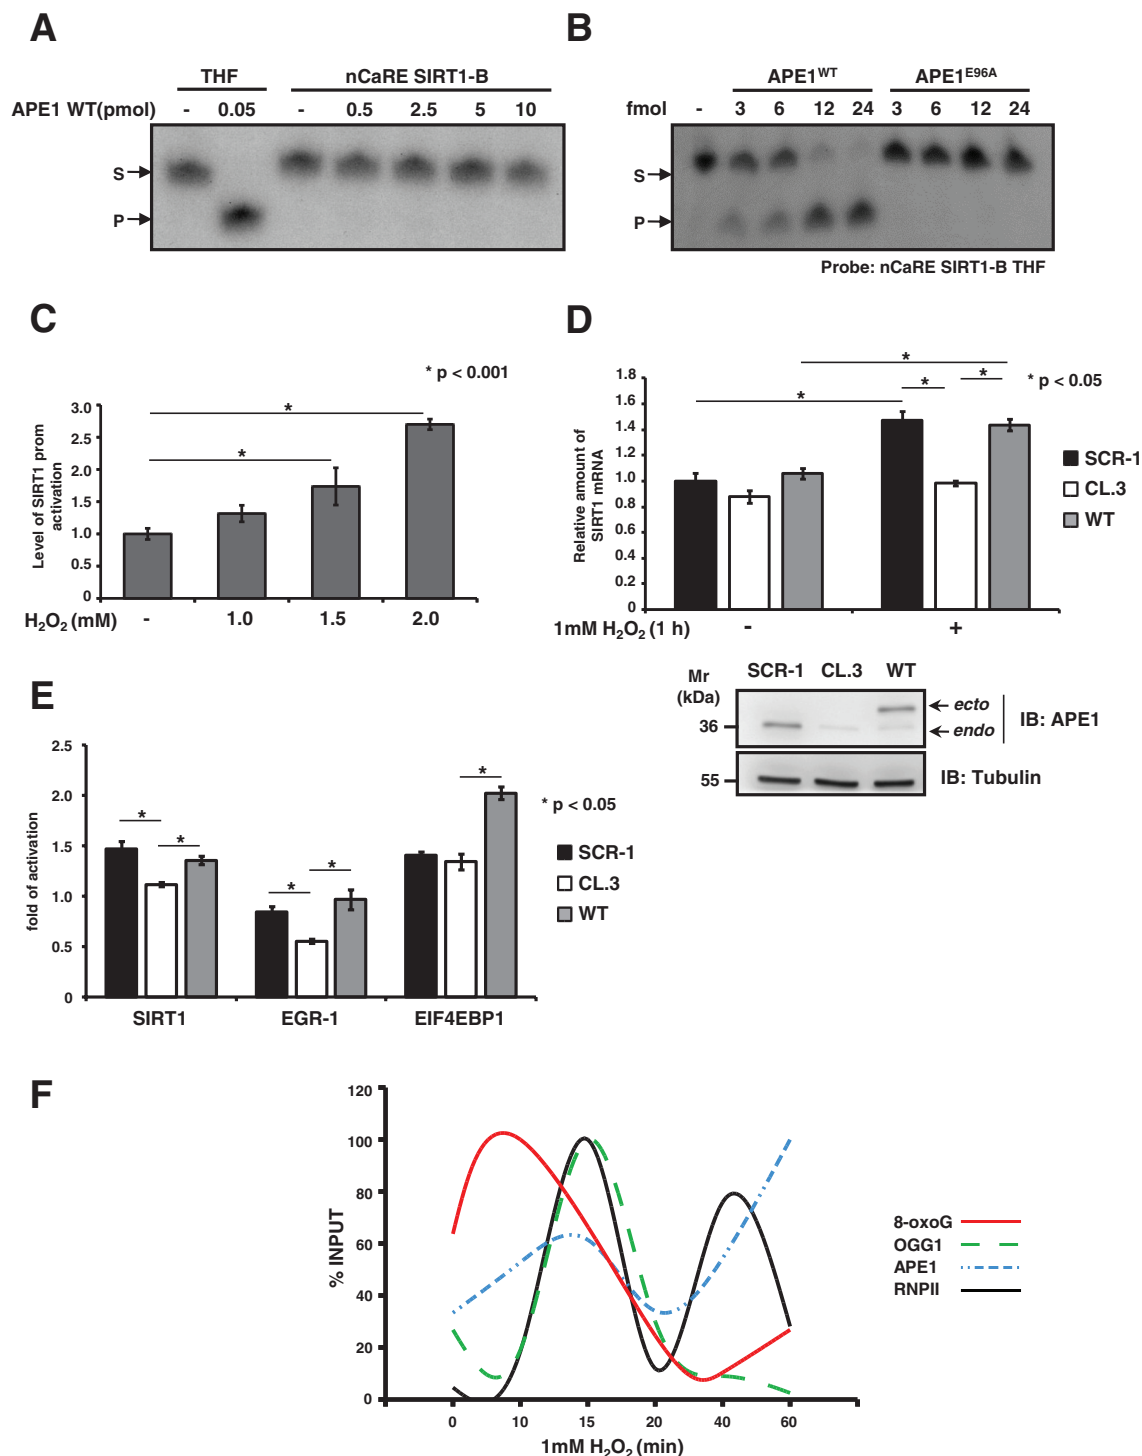 A
THF nCaRE SIRT1-B
APE1 WT(pmol) - 0.05 - 0.5 2.5 5 10
S
P
B
APE1WT APE1E96A
fmol - 3 6 12 24 3 6 12 24
S
P
Probe: nCaRE SIRT1-B THF
C
* p < 0.001
Level of SIRT1 prom
activation
3.0
2.5
2.0
1.5
1.0
0.5
0
*
*
H2O2 (mM) - 1.0 1.5 2.0
D
* p < 0.05
Relative amount of
SIRT1 mRNA
1.8
1.6
1.4
1.2
1.0
0.8
0.6
0.4
0.2
0
*
*
*
*
SCR-1
CL.3
WT
1mM H2O2 (1 h) - +
Mr
(kDa)
SCR-1 CL.3 WT
36
ecto
endo
IB: APE1
55
IB: Tubulin
E
fold of activation
2.5
2.0
1.5
1.0
0.5
0
*
*
*
*
*
* p < 0.05
SCR-1
CL.3
WT
SIRT1 EGR-1 EIF4EBP1
F
% INPUT
120
100
80
60
40
20
0
0 10 15 20 40 60
1mM H2O2 (min)
8-oxoG
OGG1
APE1
RNPII